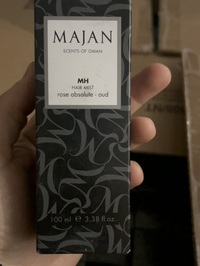 MAJAN
SCENTS OF OMAN
MH
HAIR MIST
rose absolute - oud
100 ml ℮ 3.38 fl.oz.